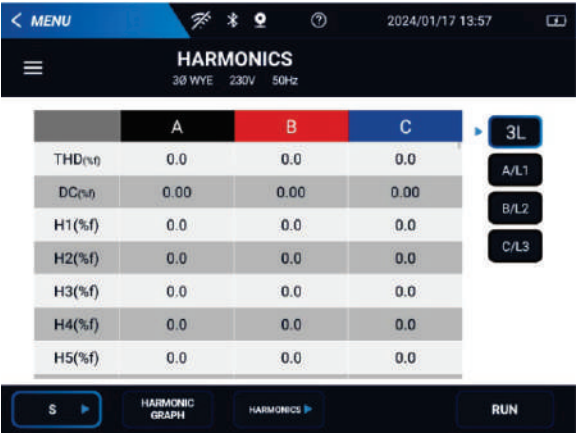 < MENU 2024/01/17 13:57
HARMONICS
3Ø WYE 230V 50Hz
A B C
THD(%f) 0.0 0.0 0.0
DC(%f) 0.00 0.00 0.00
H1(%f) 0.0 0.0 0.0
H2(%f) 0.0 0.0 0.0
H3(%f) 0.0 0.0 0.0
H4(%f) 0.0 0.0 0.0
H5(%f) 0.0 0.0 0.0
3L
A/L1
B/L2
C/L3
S
HARMONIC
GRAPH
HARMONICS
RUN